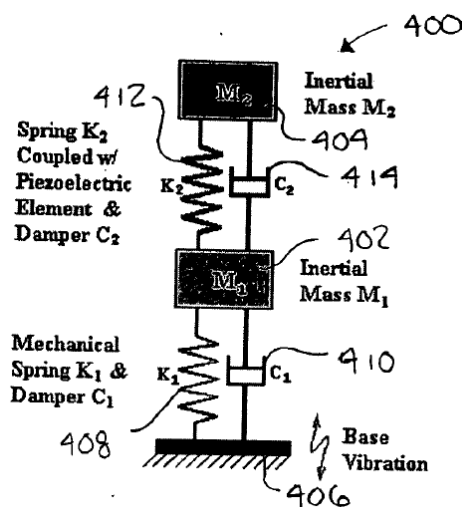 400
412
M₂
Inertial
Mass M₂
404
Spring K₂
Coupled w/
Piezoelectric
Element &
Damper C₂
K₂
C₂
414
402
M₁
Inertial
Mass M₁
Mechanical
Spring K₁ &
Damper C₁
K₁
C₁
410
408
Base
Vibration
406